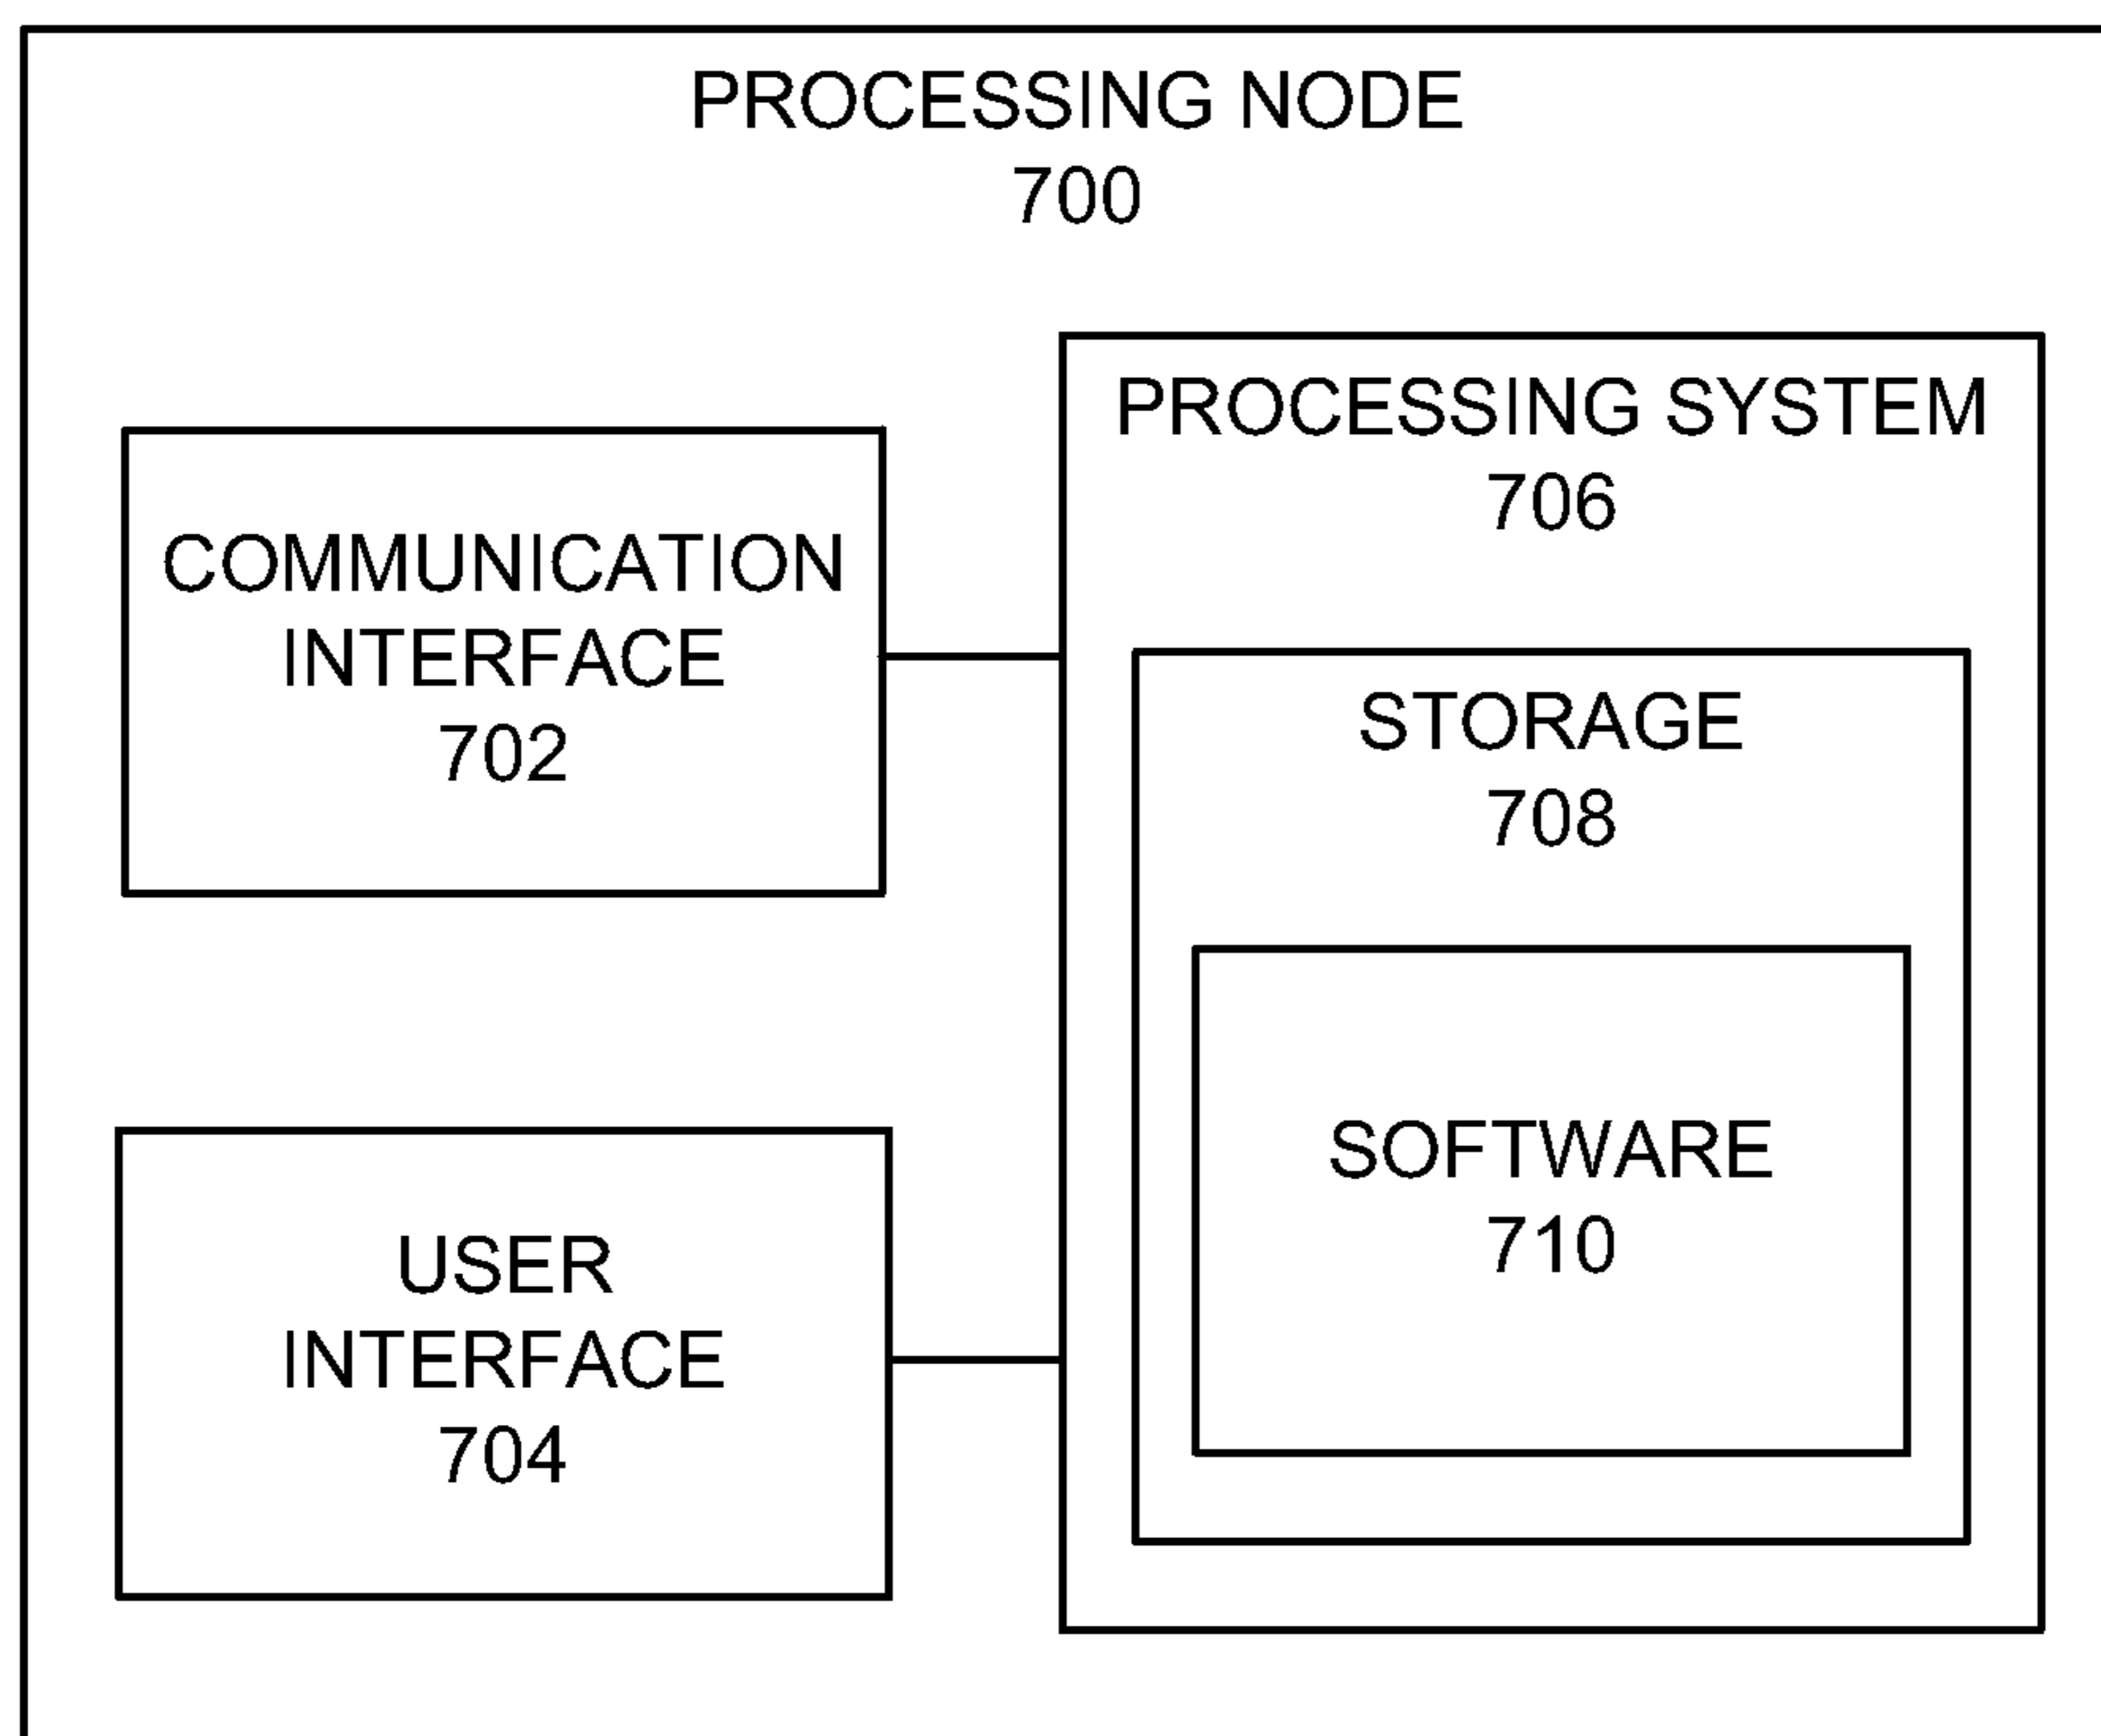 PROCESSING NODE
700
PROCESSING SYSTEM
706
COMMUNICATION
INTERFACE
702
STORAGE
708
SOFTWARE
710
USER
INTERFACE
704